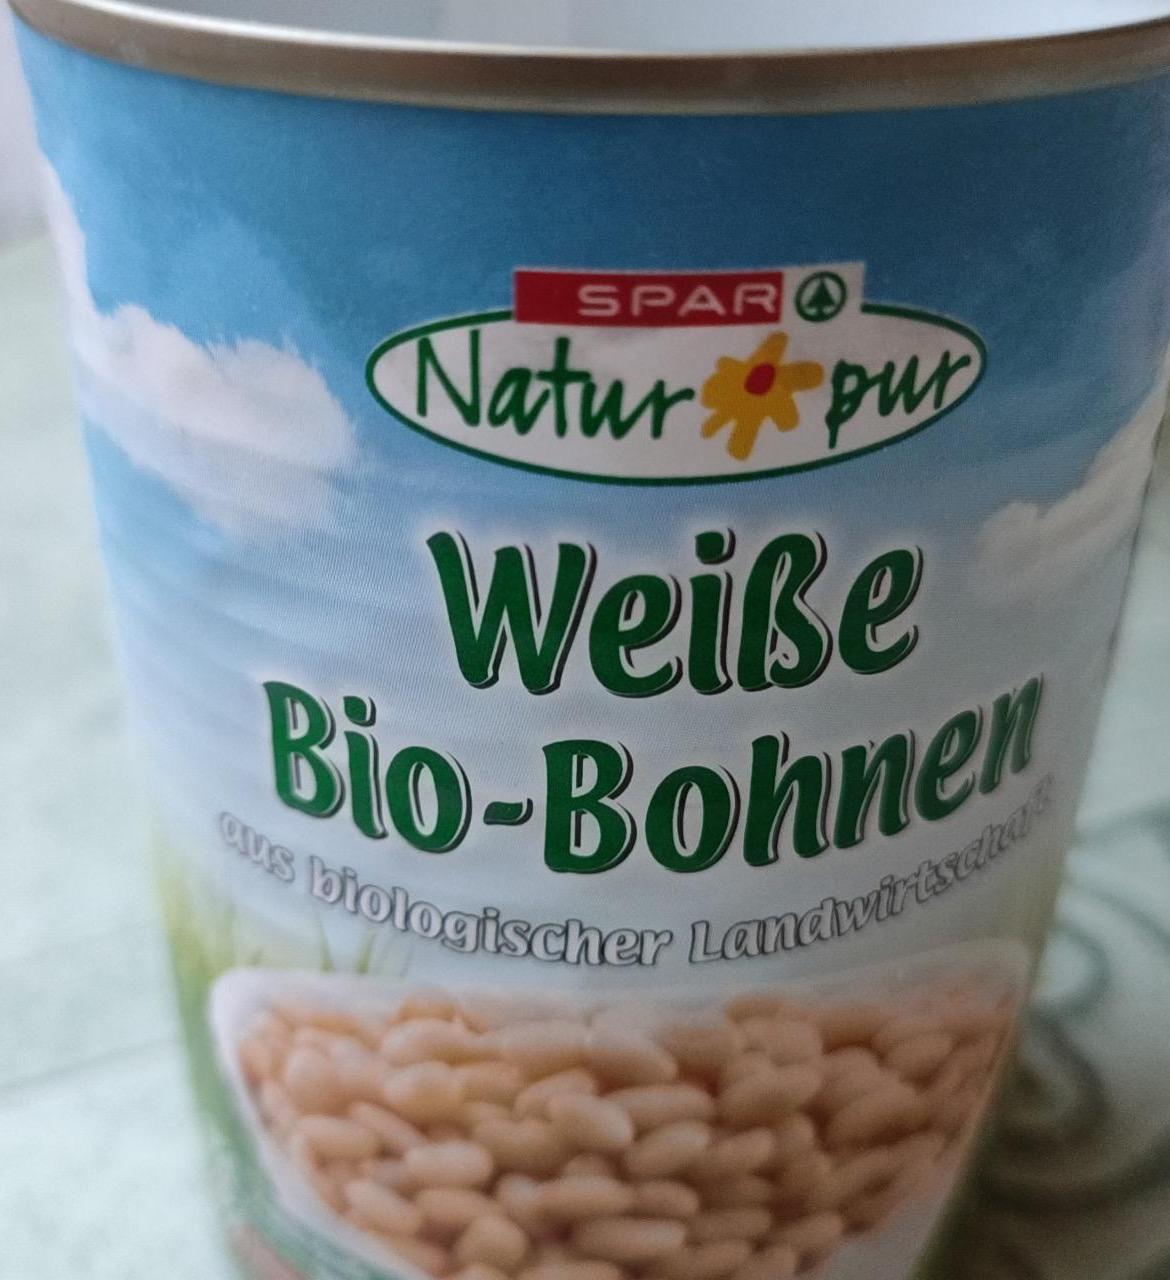 SPAR
Natur pur
Weiße
Bio-Bohnen
aus biologischer Landwirtschaft